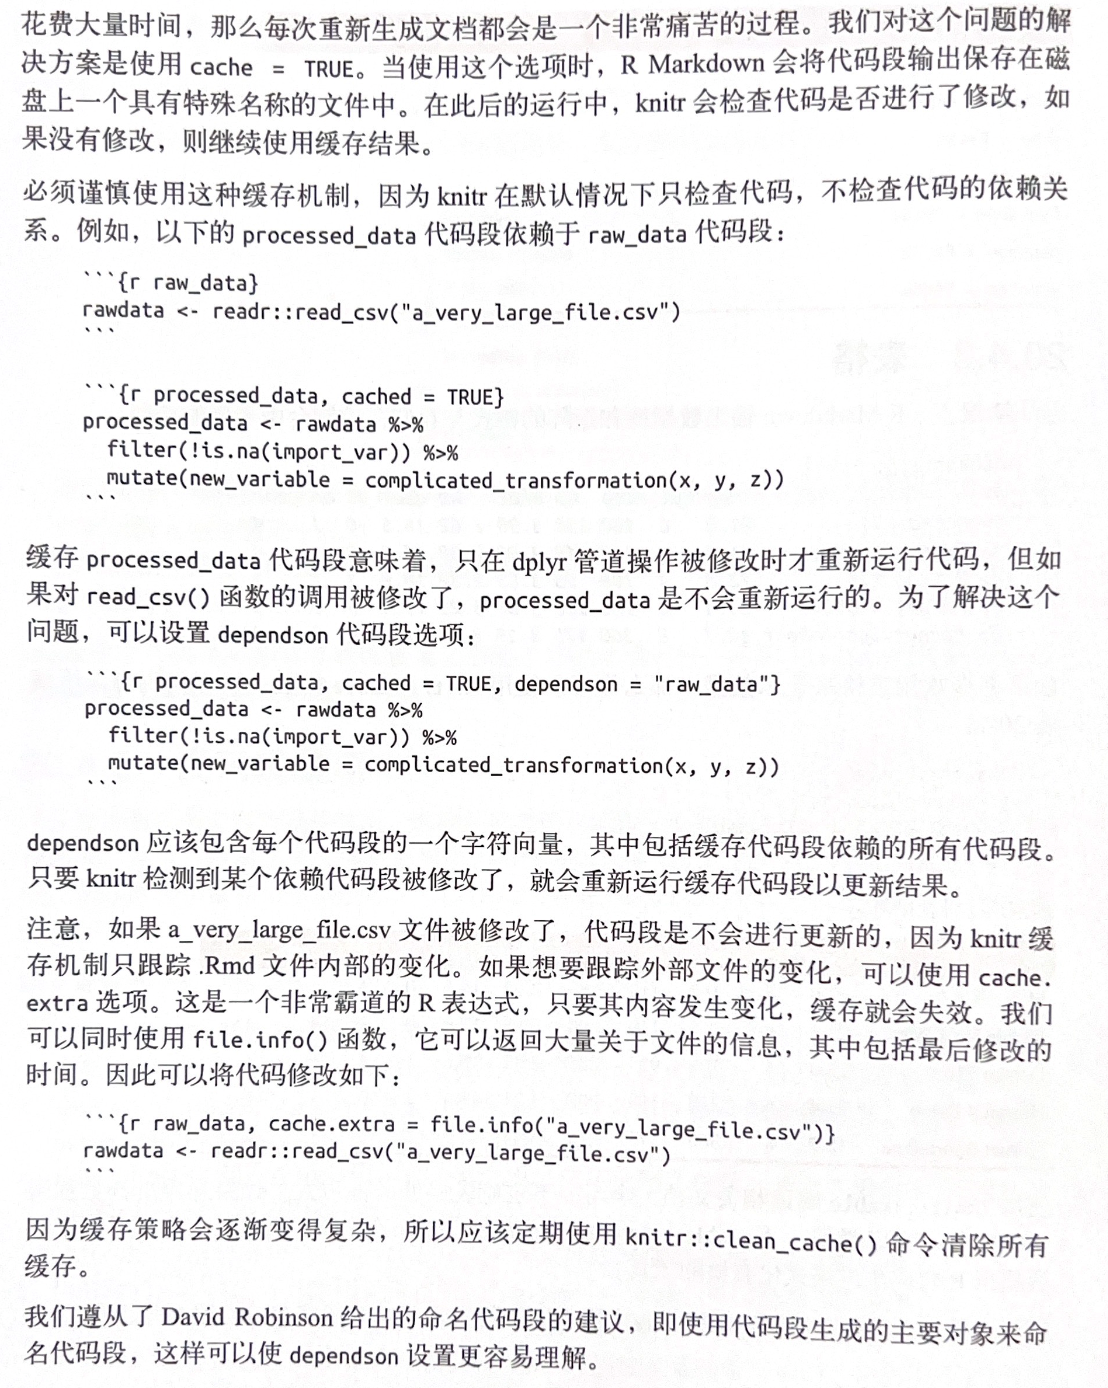 花费大量时间，那么每次重新生成文档都会是一个非常痛苦的过程。我们对这个问题的解
决方案是使用 cache = TRUE。当使用这个选项时，R Markdown 会将代码段输出保存在磁
盘上一个具有特殊名称的文件中。在此后的运行中，knitr 会检查代码是否进行了修改，如
果没有修改，则继续使用缓存结果。
必须谨慎使用这种缓存机制，因为 knitr 在默认情况下只检查代码，不检查代码的依赖关
系。例如，以下的 processed_data 代码段依赖于 raw_data 代码段：
```{r raw_data}
rawdata <- readr::read_csv("a_very_large_file.csv")
```
```{r processed_data, cached = TRUE}
processed_data <- rawdata %>%
  filter(!is.na(import_var)) %>%
  mutate(new_variable = complicated_transformation(x, y, z))
```
缓存 processed_data 代码段意味着，只在 dplyr 管道操作被修改时才重新运行代码，但如
果对 read_csv() 函数的调用被修改了，processed_data 是不会重新运行的。为了解决这个
问题，可以设置 dependson 代码段选项：
```{r processed_data, cached = TRUE, dependson = "raw_data"}
processed_data <- rawdata %>%
  filter(!is.na(import_var)) %>%
  mutate(new_variable = complicated_transformation(x, y, z))
```
dependson 应该包含每个代码段的一个字符向量，其中包括缓存代码段依赖的所有代码段。
只要 knitr 检测到某个依赖代码段被修改了，就会重新运行缓存代码段以更新结果。
注意，如果 a_very_large_file.csv 文件被修改了，代码段是不会进行更新的，因为 knitr 缓
存机制只跟踪 .Rmd 文件内部的变化。如果想要跟踪外部文件的变化，可以使用 cache.
extra 选项。这是一个非常霸道的 R 表达式，只要其内容发生变化，缓存就会失效。我们
可以同时使用 file.info() 函数，它可以返回大量关于文件的信息，其中包括最后修改的
时间。因此可以将代码修改如下：
```{r raw_data, cache.extra = file.info("a_very_large_file.csv")}
rawdata <- readr::read_csv("a_very_large_file.csv")
```
因为缓存策略会逐渐变得复杂，所以应该定期使用 knitr::clean_cache() 命令清除所有
缓存。
我们遵从了 David Robinson 给出的命名代码段的建议，即使用代码段生成的主要对象来命
名代码段，这样可以使 dependson 设置更容易理解。